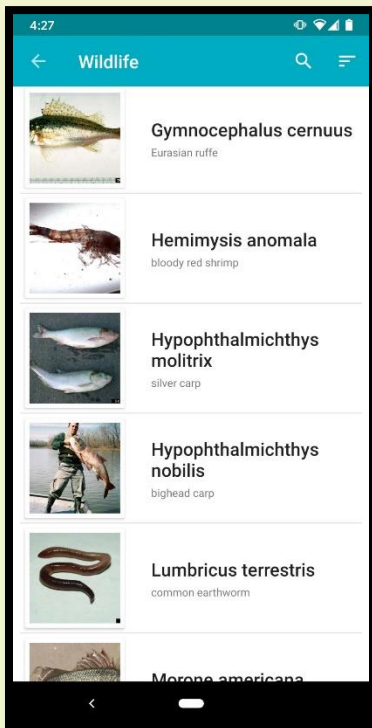 4:27
Wildlife
Gymnocephalus cernuus
Eurasian ruffe
Hemimysis anomala
bloody red shrimp
Hypophthalmichthys
molitrix
silver carp
Hypophthalmichthys
nobilis
bighead carp
Lumbricus terrestris
common earthworm
Morone americana